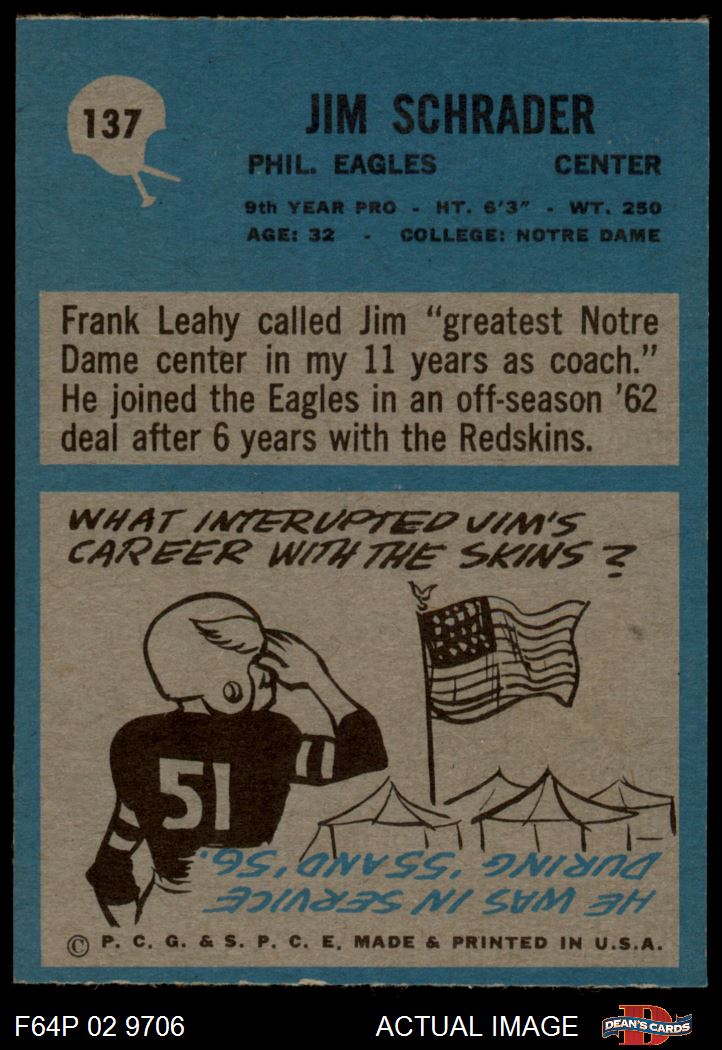 137
JIM SCHRADER
PHIL. EAGLES CENTER
9th YEAR PRO - HT. 6'3" - WT. 250
AGE: 32 - COLLEGE: NOTRE DAME
Frank Leahy called Jim "greatest Notre
Dame center in my 11 years as coach."
He joined the Eagles in an off-season '62
deal after 6 years with the Redskins.
WHAT INTERUPTED JIM'S
CAREER WITH THE SKINS?
51
HE WAS IN SERVICE
DURING '55 AND '56.
© P. C. G. & S. P. C. E. MADE & PRINTED IN U.S.A.
F64P 02 9706 ACTUAL IMAGE D DEAN'S CARDS